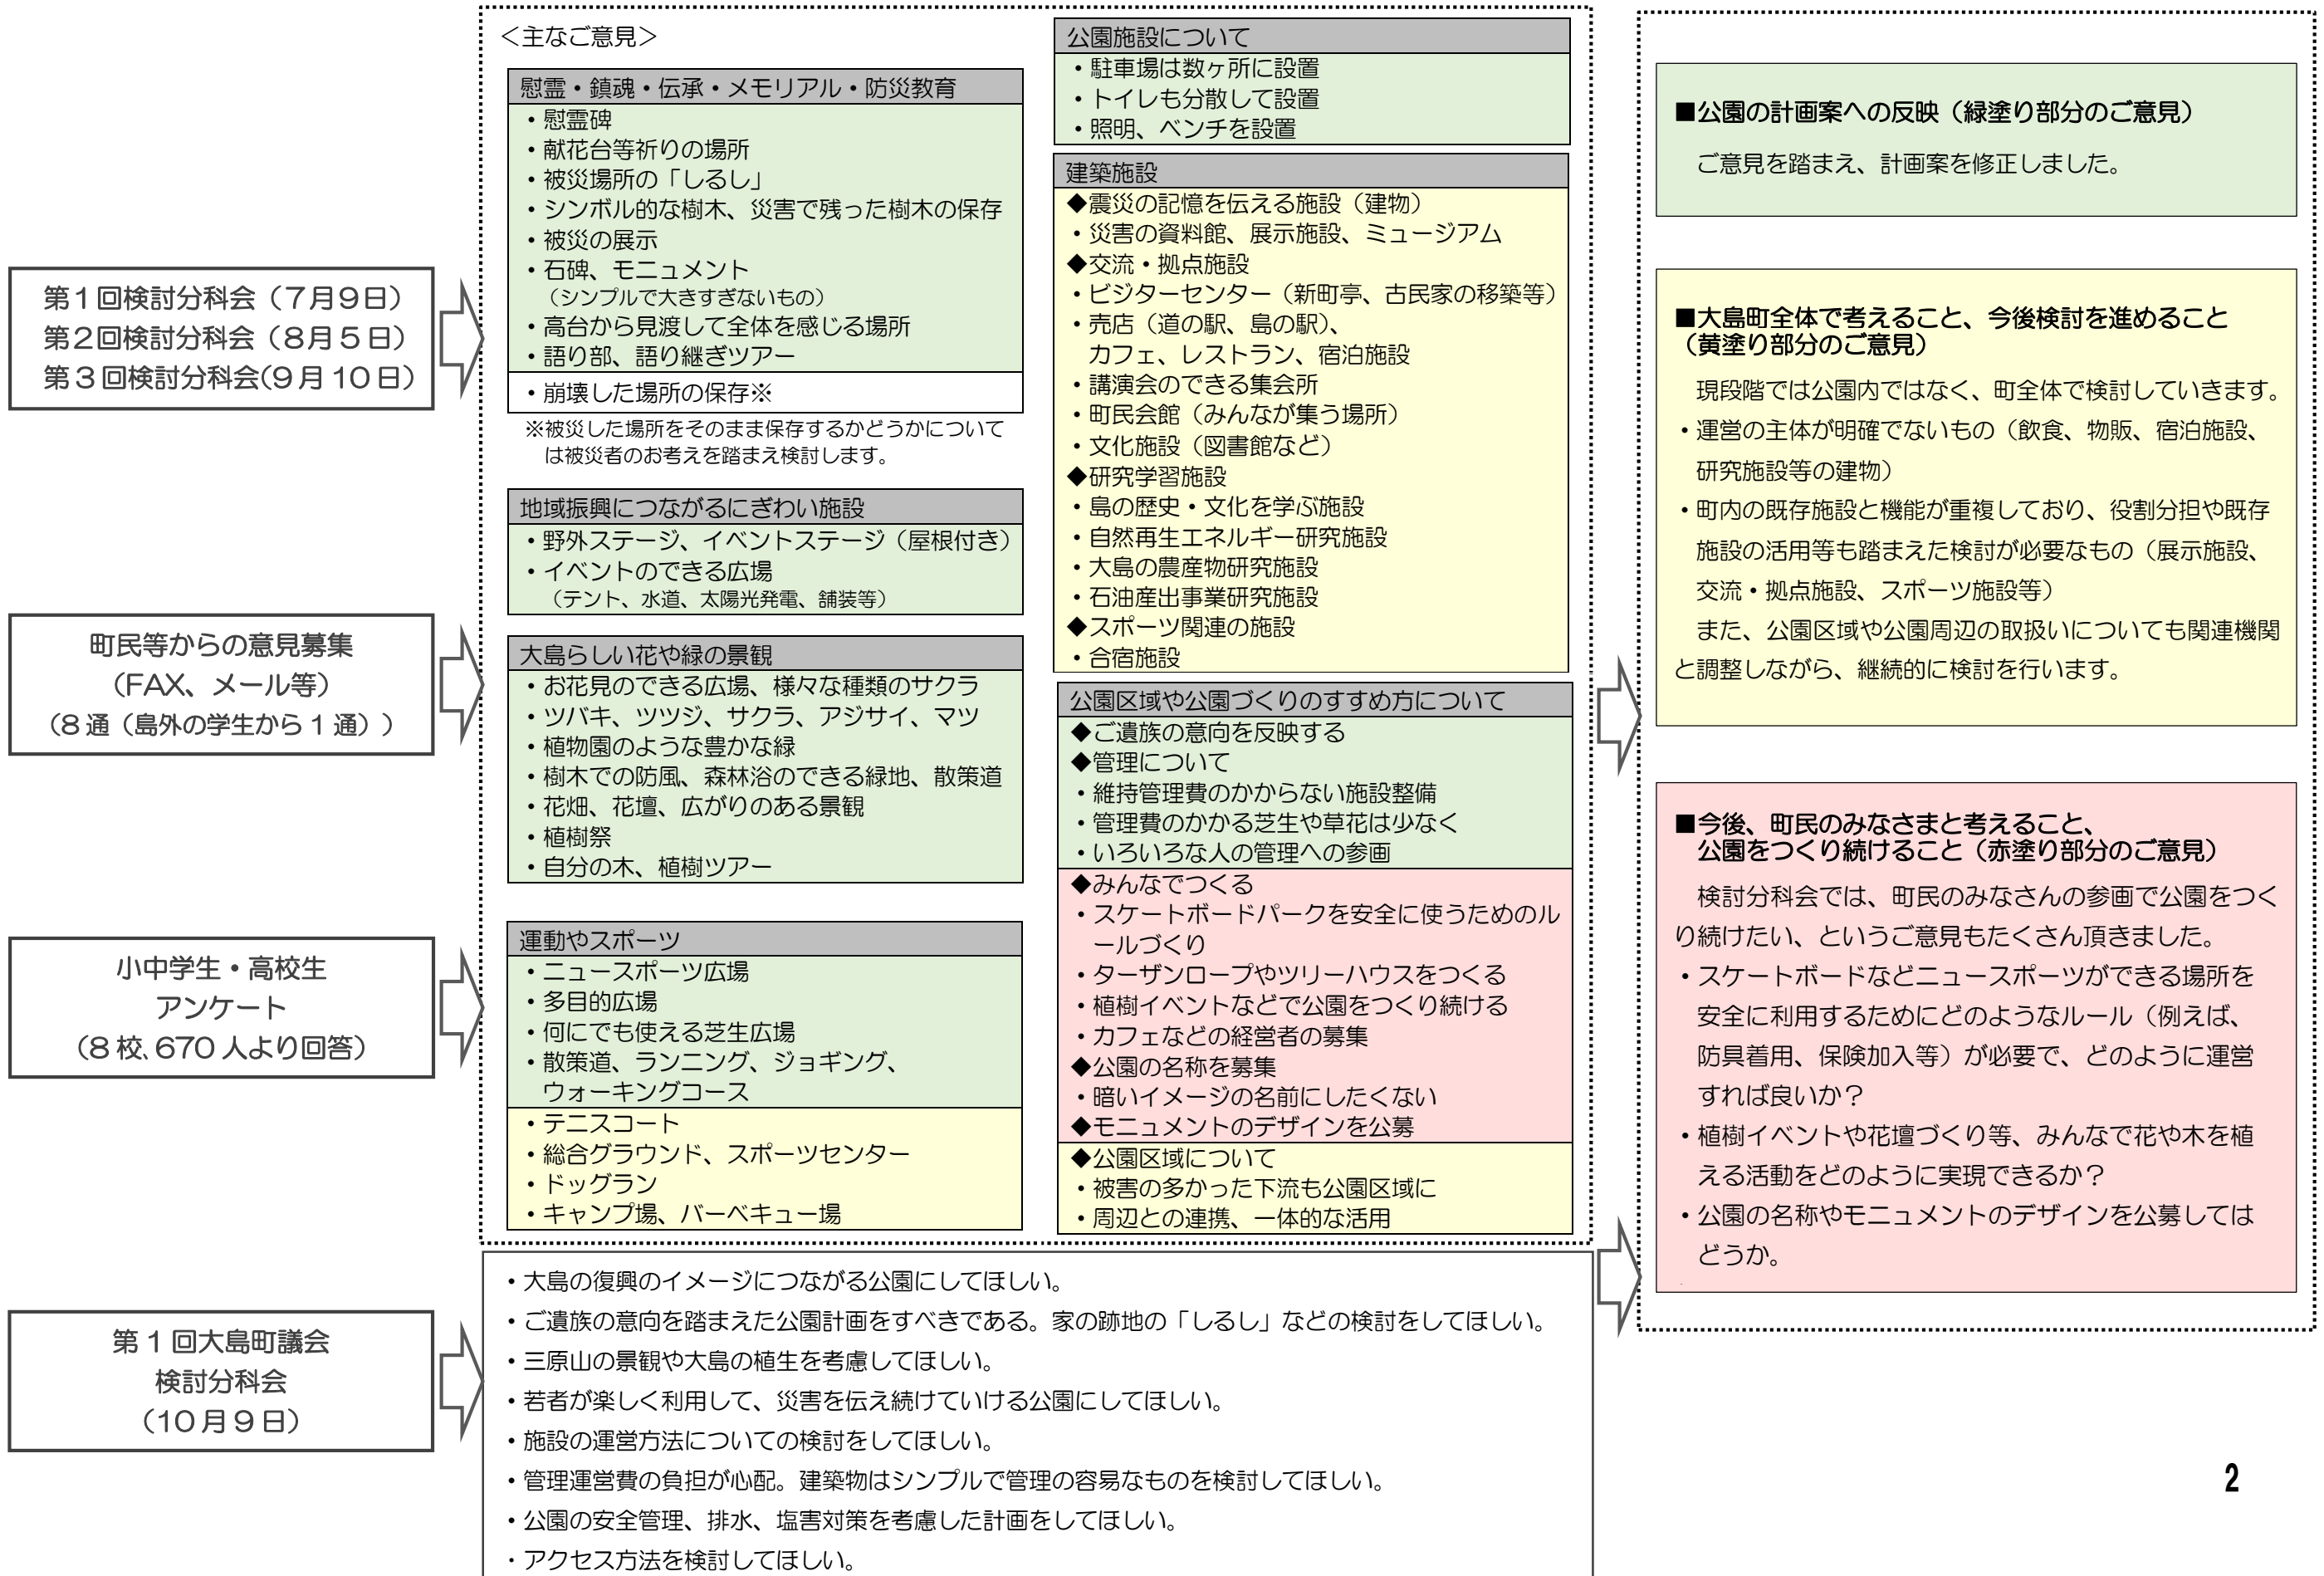 第1回検討分科会（7月9日）
第2回検討分科会（8月5日）
第3回検討分科会(9月10日)
町民等からの意見募集
（FAX、メール等）
（8通（島外の学生から1通））
小中学生・高校生
アンケート
（8校、670人より回答）
第1回大島町議会
検討分科会
（10月9日）
＜主なご意見＞
慰霊・鎮魂・伝承・メモリアル・防災教育
・慰霊碑
・献花台等祈りの場所
・被災場所の「しるし」
・シンボル的な樹木、災害で残った樹木の保存
・被災の展示
・石碑、モニュメント
（シンプルで大きすぎないもの）
・高台から見渡して全体を感じる場所
・語り部、語り継ぎツアー
・崩壊した場所の保存※
※被災した場所をそのまま保存するかどうかについて
は被災者のお考えを踏まえ検討します。
地域振興につながるにぎわい施設
・野外ステージ、イベントステージ（屋根付き）
・イベントのできる広場
（テント、水道、太陽光発電、舗装等）
大島らしい花や緑の景観
・お花見のできる広場、様々な種類のサクラ
・ツバキ、ツツジ、サクラ、アジサイ、マツ
・植物園のような豊かな緑
・樹木での防風、森林浴のできる緑地、散策道
・花畑、花壇、広がりのある景観
・植樹祭
・自分の木、植樹ツアー
運動やスポーツ
・ニュースポーツ広場
・多目的広場
・何にでも使える芝生広場
・散策道、ランニング、ジョギング、
ウォーキングコース
・テニスコート
・総合グラウンド、スポーツセンター
・ドッグラン
・キャンプ場、バーベキュー場
公園施設について
・駐車場は数ヶ所に設置
・トイレも分散して設置
・照明、ベンチを設置
建築施設
◆震災の記憶を伝える施設（建物）
・災害の資料館、展示施設、ミュージアム
◆交流・拠点施設
・ビジターセンター（新町亭、古民家の移築等）
・売店（道の駅、島の駅）、
カフェ、レストラン、宿泊施設
・講演会のできる集会所
・町民会館（みんなが集う場所）
・文化施設（図書館など）
◆研究学習施設
・島の歴史・文化を学ぶ施設
・自然再生エネルギー研究施設
・大島の農産物研究施設
・石油産出事業研究施設
◆スポーツ関連の施設
・合宿施設
公園区域や公園づくりのすすめ方について
◆ご遺族の意向を反映する
◆管理について
・維持管理費のかからない施設整備
・管理費のかかる芝生や草花は少なく
・いろいろな人の管理への参画
◆みんなでつくる
・スケートボードパークを安全に使うためのル
ールづくり
・ターザンロープやツリーハウスをつくる
・植樹イベントなどで公園をつくり続ける
・カフェなどの経営者の募集
◆公園の名称を募集
・暗いイメージの名前にしたくない
◆モニュメントのデザインを公募
◆公園区域について
・被害の多かった下流も公園区域に
・周辺との連携、一体的な活用
・大島の復興のイメージにつながる公園にしてほしい。
・ご遺族の意向を踏まえた公園計画をすべきである。家の跡地の「しるし」などの検討をしてほしい。
・三原山の景観や大島の植生を考慮してほしい。
・若者が楽しく利用して、災害を伝え続けていける公園にしてほしい。
・施設の運営方法についての検討をしてほしい。
・管理運営費の負担が心配。建築物はシンプルで管理の容易なものを検討してほしい。
・公園の安全管理、排水、塩害対策を考慮した計画をしてほしい。
・アクセス方法を検討してほしい。
■公園の計画案への反映（緑塗り部分のご意見）
ご意見を踏まえ、計画案を修正しました。
■大島町全体で考えること、今後検討を進めること
（黄塗り部分のご意見）
現段階では公園内ではなく、町全体で検討していきます。
・運営の主体が明確でないもの（飲食、物販、宿泊施設、
研究施設等の建物）
・町内の既存施設と機能が重複しており、役割分担や既存
施設の活用等も踏まえた検討が必要なもの（展示施設、
交流・拠点施設、スポーツ施設等）
また、公園区域や公園周辺の取扱いについても関連機関
と調整しながら、継続的に検討を行います。
■今後、町民のみなさまと考えること、
公園をつくり続けること（赤塗り部分のご意見）
検討分科会では、町民のみなさんの参画で公園をつく
り続けたい、というご意見もたくさん頂きました。
・スケートボードなどニュースポーツができる場所を
安全に利用するためにどのようなルール（例えば、
防具着用、保険加入等）が必要で、どのように運営
すれば良いか？
・植樹イベントや花壇づくり等、みんなで花や木を植
える活動をどのように実現できるか？
・公園の名称やモニュメントのデザインを公募しては
どうか。
2